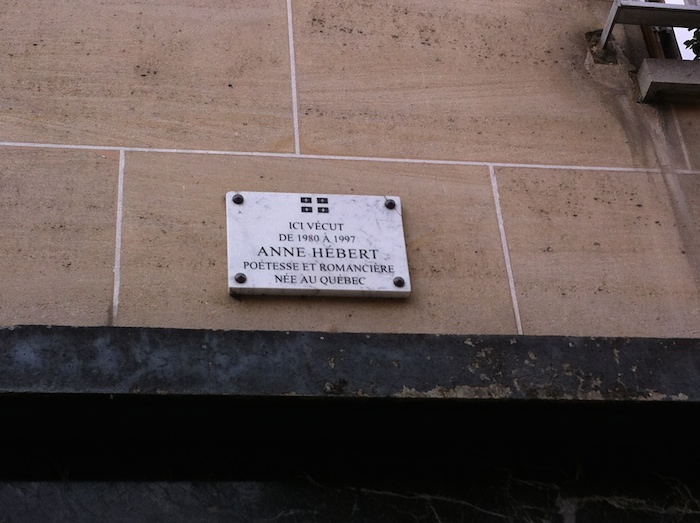 ICI VÉCUT
DE 1980 À 1997
ANNE HÉBERT
POÉTESSE ET ROMANCIÈRE
NÉE AU QUÉBEC